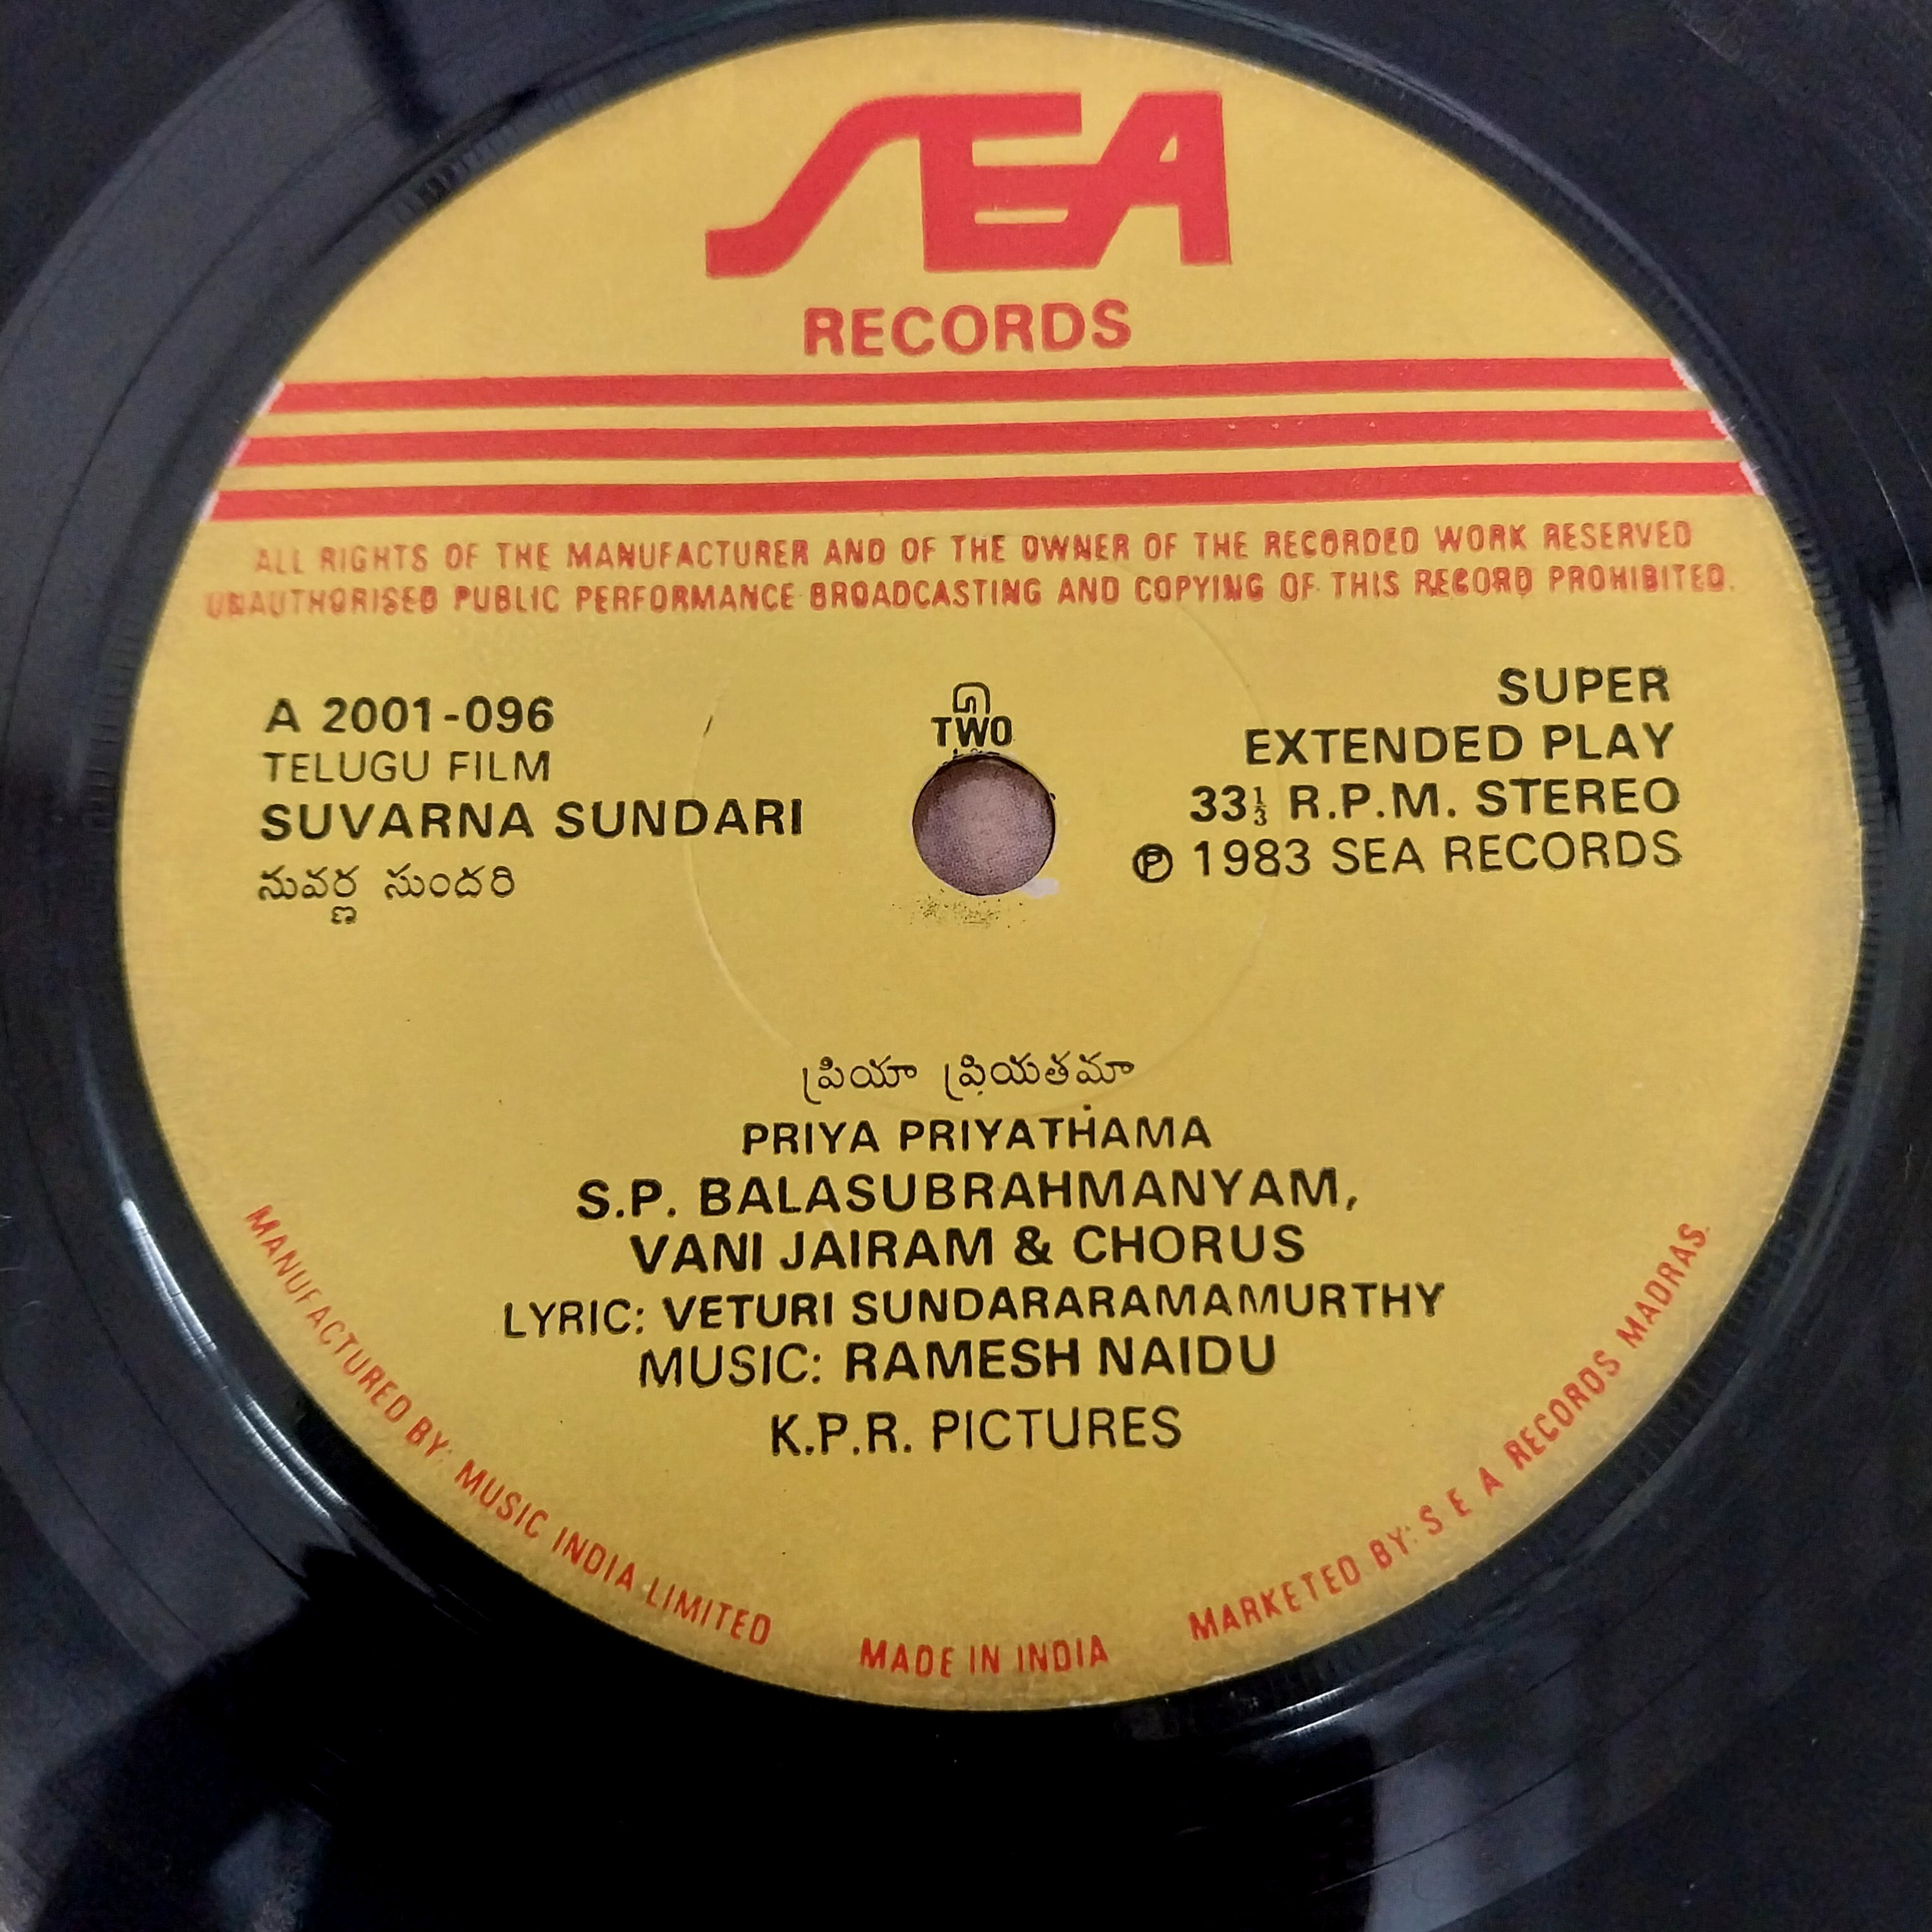 SEA
RECORDS
ALL RIGHTS OF THE MANUFACTURER AND OF THE OWNER OF THE RECORDED WORK RESERVED
UNAUTHORISED PUBLIC PERFORMANCE BROADCASTING AND COPYING OF THIS RECORD PROHIBITED.
A 2001-096
TELUGU FILM
SUVARNA SUNDARI
సువర్ణ సుందరి
TWO
SUPER
EXTENDED PLAY
33⅓ R.P.M. STEREO
℗ 1983 SEA RECORDS
ప్రియా ప్రియతమా
PRIYA PRIYATHAMA
S.P. BALASUBRAHMANYAM,
VANI JAIRAM & CHORUS
LYRIC: VETURI SUNDARARAMAMURTHY
MUSIC: RAMESH NAIDU
K.P.R. PICTURES
MANUFACTURED BY: MUSIC INDIA LIMITED
MADE IN INDIA
MARKETED BY: S E A RECORDS MADRAS.